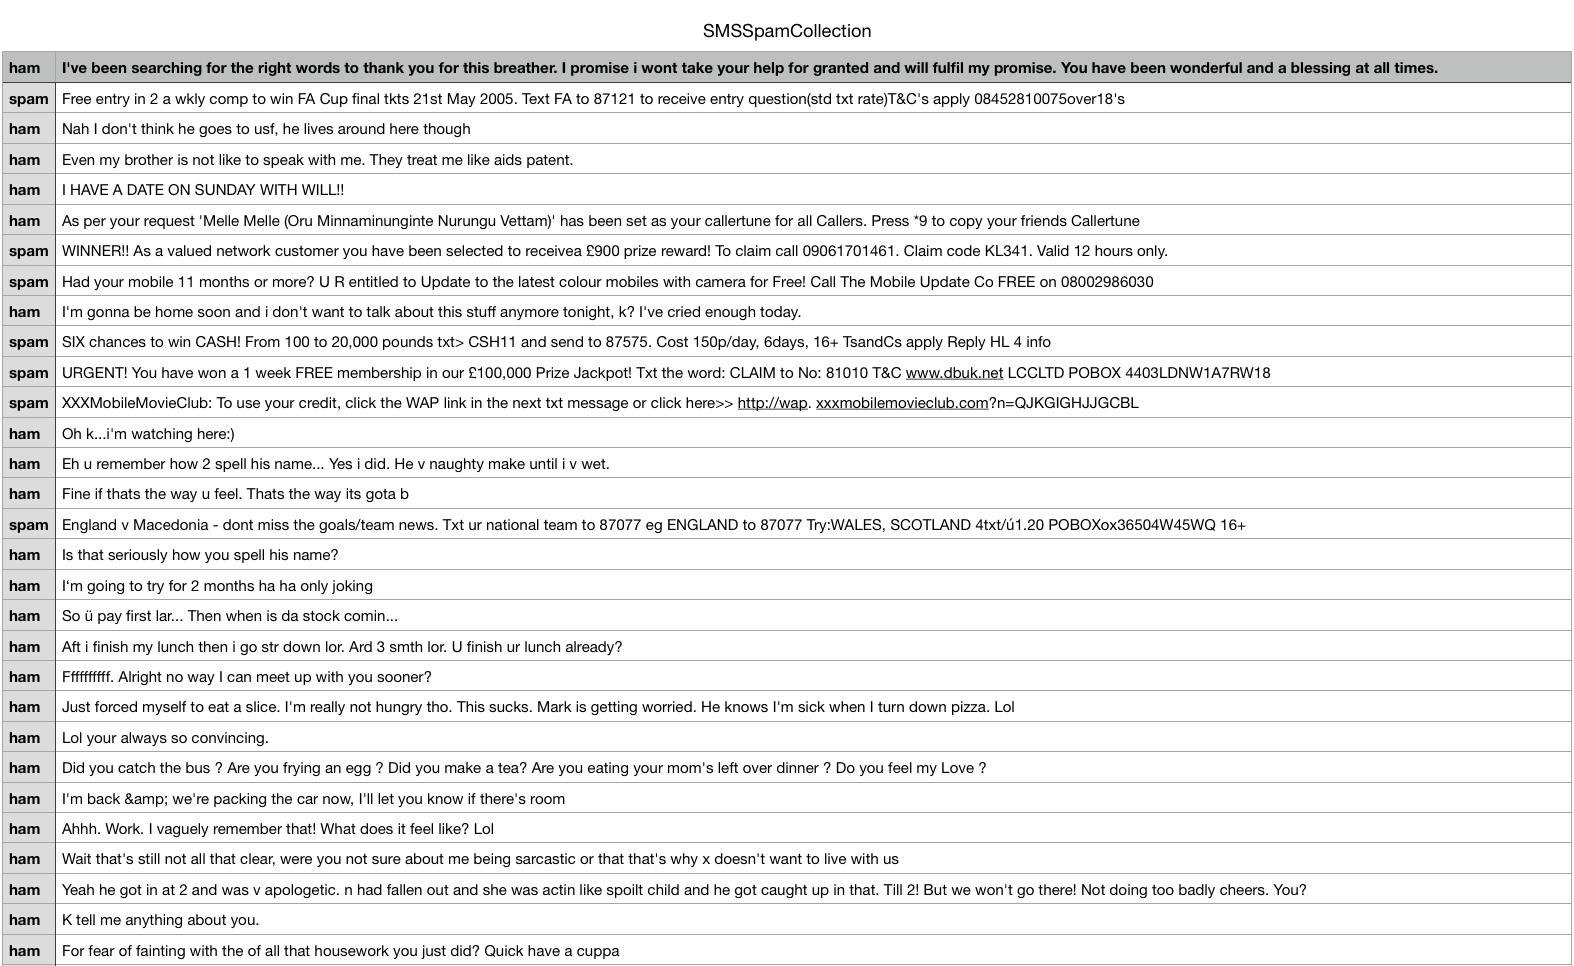 SMSSpamCollection
ham I've been searching for the right words to thank you for this breather. I promise i wont take your help for granted and will fulfil my promise. You have been wonderful and a blessing at all times.
spam Free entry in 2 a wkly comp to win FA Cup final tkts 21st May 2005. Text FA to 87121 to receive entry question(std txt rate)T&C's apply 08452810075over18's
ham Nah I don't think he goes to usf, he lives around here though
ham Even my brother is not like to speak with me. They treat me like aids patent.
ham I HAVE A DATE ON SUNDAY WITH WILL!!
ham As per your request 'Melle Melle (Oru Minnaminunginte Nurungu Vettam)' has been set as your callertune for all Callers. Press *9 to copy your friends Callertune
spam WINNER!! As a valued network customer you have been selected to receivea £900 prize reward! To claim call 09061701461. Claim code KL341. Valid 12 hours only.
spam Had your mobile 11 months or more? U R entitled to Update to the latest colour mobiles with camera for Free! Call The Mobile Update Co FREE on 08002986030
ham I'm gonna be home soon and i don't want to talk about this stuff anymore tonight, k? I've cried enough today.
spam SIX chances to win CASH! From 100 to 20,000 pounds txt> CSH11 and send to 87575. Cost 150p/day, 6days, 16+ TsandCs apply Reply HL 4 info
spam URGENT! You have won a 1 week FREE membership in our £100,000 Prize Jackpot! Txt the word: CLAIM to No: 81010 T&C www.dbuk.net LCCLTD POBOX 4403LDNW1A7RW18
spam XXXMobileMovieClub: To use your credit, click the WAP link in the next txt message or click here>> http://wap. xxxmobilemovieclub.com?n=QJKGIGHJJGCBL
ham Oh k...i'm watching here:)
ham Eh u remember how 2 spell his name... Yes i did. He v naughty make until i v wet.
ham Fine if thats the way u feel. Thats the way its gota b
spam England v Macedonia - dont miss the goals/team news. Txt ur national team to 87077 eg ENGLAND to 87077 Try:WALES, SCOTLAND 4txt/ú1.20 POBOXox36504W45WQ 16+
ham Is that seriously how you spell his name?
ham I‘m going to try for 2 months ha ha only joking
ham So ü pay first lar... Then when is da stock comin...
ham Aft i finish my lunch then i go str down lor. Ard 3 smth lor. U finish ur lunch already?
ham Ffffffffff. Alright no way I can meet up with you sooner?
ham Just forced myself to eat a slice. I'm really not hungry tho. This sucks. Mark is getting worried. He knows I'm sick when I turn down pizza. Lol
ham Lol your always so convincing.
ham Did you catch the bus ? Are you frying an egg ? Did you make a tea? Are you eating your mom's left over dinner ? Do you feel my Love ?
ham I'm back &amp; we're packing the car now, I'll let you know if there's room
ham Ahhh. Work. I vaguely remember that! What does it feel like? Lol
ham Wait that's still not all that clear, were you not sure about me being sarcastic or that that's why x doesn't want to live with us
ham Yeah he got in at 2 and was v apologetic. n had fallen out and she was actin like spoilt child and he got caught up in that. Till 2! But we won't go there! Not doing too badly cheers. You?
ham K tell me anything about you.
ham For fear of fainting with the of all that housework you just did? Quick have a cuppa